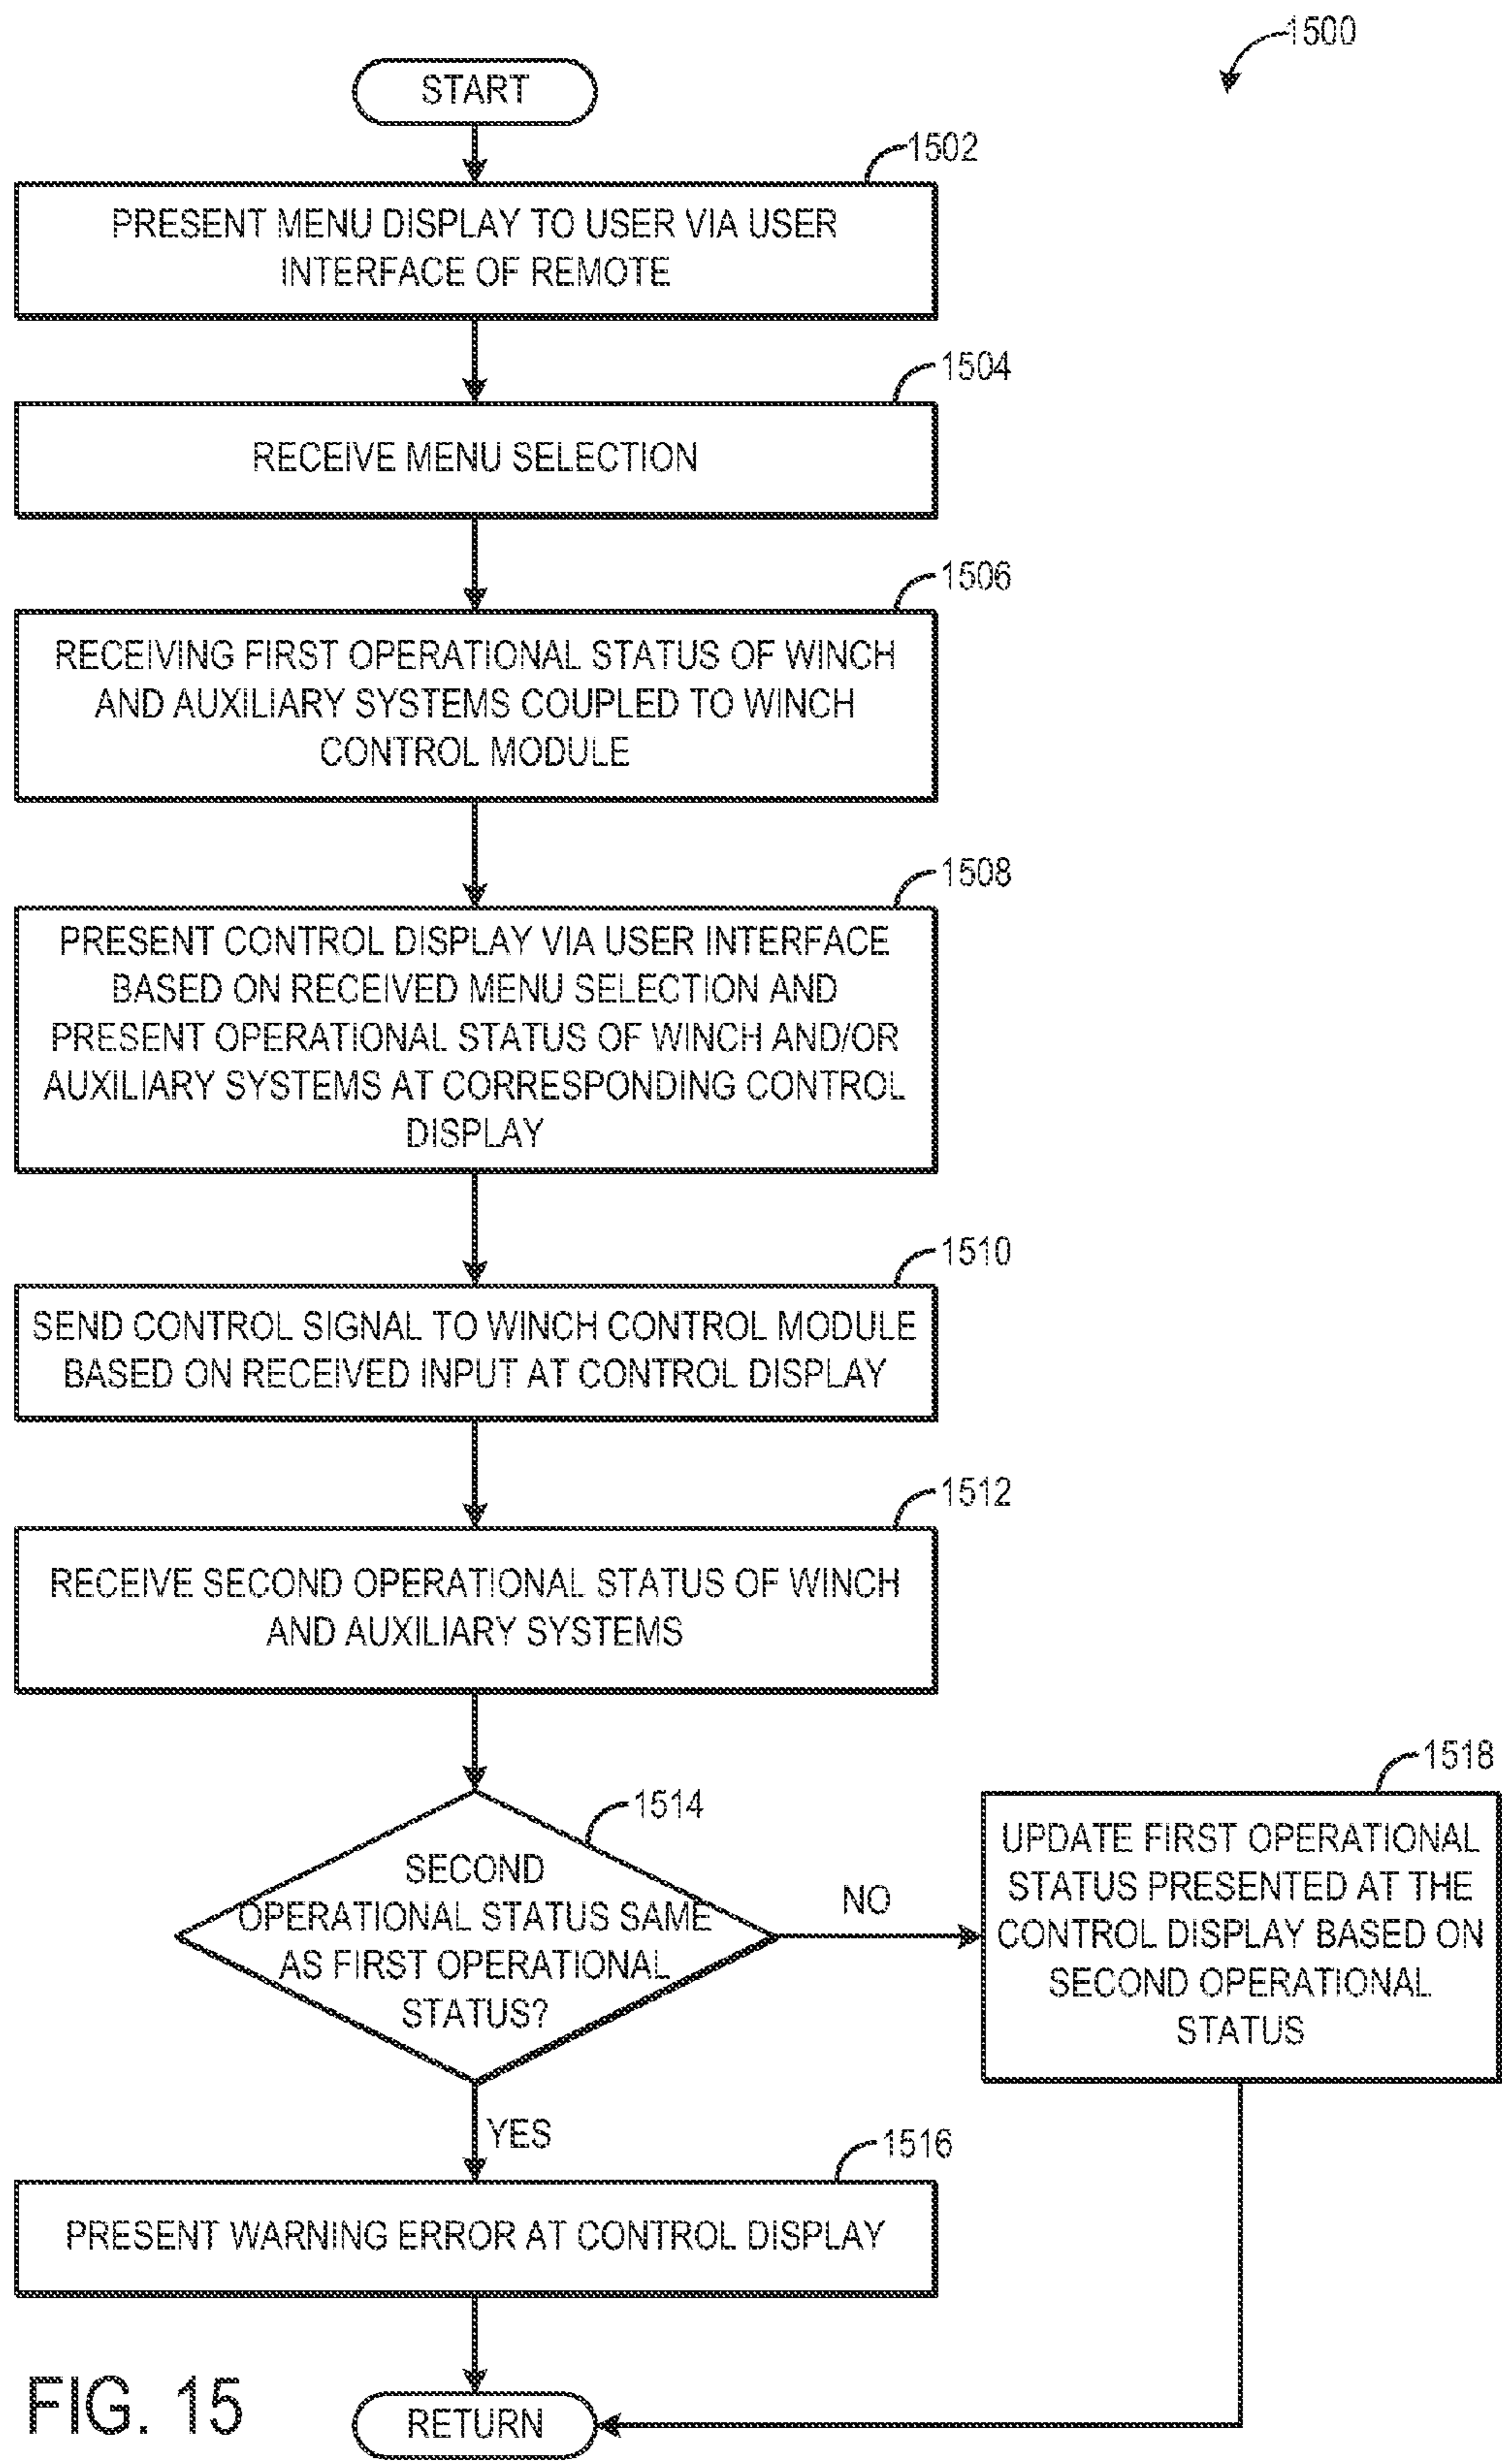 1500
START
1502
PRESENT MENU DISPLAY TO USER VIA USER
INTERFACE OF REMOTE
1504
RECEIVE MENU SELECTION
1506
RECEIVING FIRST OPERATIONAL STATUS OF WINCH
AND AUXILIARY SYSTEMS COUPLED TO WINCH
CONTROL MODULE
1508
PRESENT CONTROL DISPLAY VIA USER INTERFACE
BASED ON RECEIVED MENU SELECTION AND
PRESENT OPERATIONAL STATUS OF WINCH AND/OR
AUXILIARY SYSTEMS AT CORRESPONDING CONTROL
DISPLAY
1510
SEND CONTROL SIGNAL TO WINCH CONTROL MODULE
BASED ON RECEIVED INPUT AT CONTROL DISPLAY
1512
RECEIVE SECOND OPERATIONAL STATUS OF WINCH
AND AUXILIARY SYSTEMS
1514
SECOND
OPERATIONAL STATUS SAME
AS FIRST OPERATIONAL
STATUS?
NO
1518
UPDATE FIRST OPERATIONAL
STATUS PRESENTED AT THE
CONTROL DISPLAY BASED ON
SECOND OPERATIONAL
STATUS
YES
1516
PRESENT WARNING ERROR AT CONTROL DISPLAY
RETURN
FIG. 15